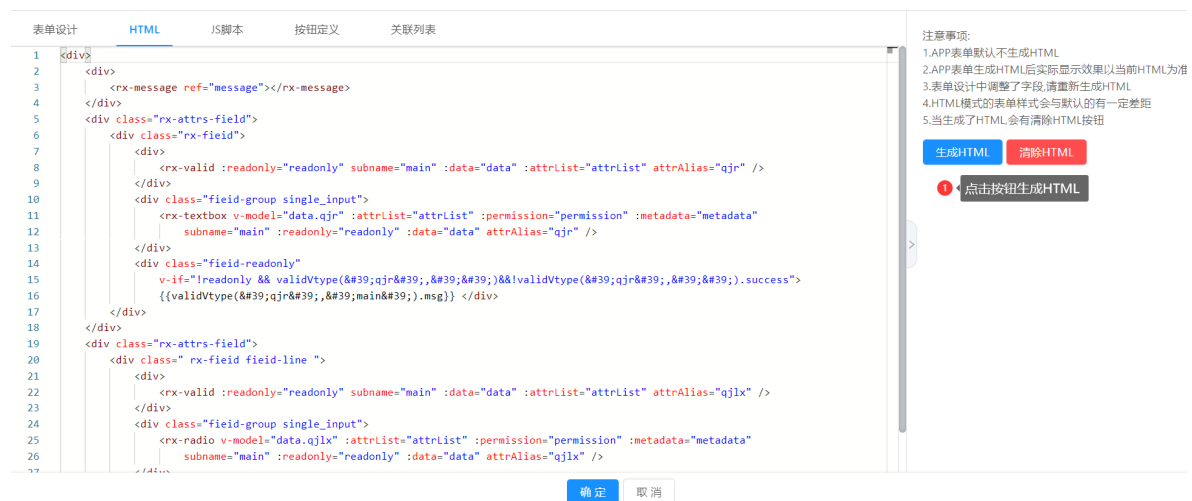 表单设计 HTML JS脚本 按钮定义 关联列表
1 <div>
2 <div>
3 <rx-message ref="message"></rx-message>
4 </div>
5 <div class="rx-attrs-field">
6 <div class="rx-fieid">
7 <div>
8 <rx-valid :readonly="readonly" subname="main" :data="data" :attrList="attrList" attrAlias="qjr" />
9 </div>
10 <div class="fieid-group single_input">
11 <rx-textbox v-model="data.qjr" :attrList="attrList" :permission="permission" :metadata="metadata"
12 subname="main" :readonly="readonly" :data="data" attrAlias="qjr" />
13 </div>
14 <div class="fieid-readonly"
15 v-if="!readonly && validVtype(&#39;qjr&#39;,&#39;&#39;)&&!validVtype(&#39;qjr&#39;,&#39;&#39;).success">
16 {{validVtype(&#39;qjr&#39;,&#39;main&#39;).msg}} </div>
17 </div>
18 </div>
19 <div class="rx-attrs-field">
20 <div class=" rx-fieid fieid-line ">
21 <div>
22 <rx-valid :readonly="readonly" subname="main" :data="data" :attrList="attrList" attrAlias="qjlx" />
23 </div>
24 <div class="fieid-group single_input">
25 <rx-radio v-model="data.qjlx" :attrList="attrList" :permission="permission" :metadata="metadata"
26 subname="main" :readonly="readonly" :data="data" attrAlias="qjlx" />
27 </div>
注意事项:
1.APP表单默认不生成HTML
2.APP表单生成HTML后实际显示效果以当前HTML为准
3.表单设计中调整了字段,请重新生成HTML
4.HTML模式的表单样式会与默认的有一定差距
5.当生成了HTML,会有清除HTML按钮
生成HTML 清除HTML
1 点击按钮生成HTML
确 定 取 消